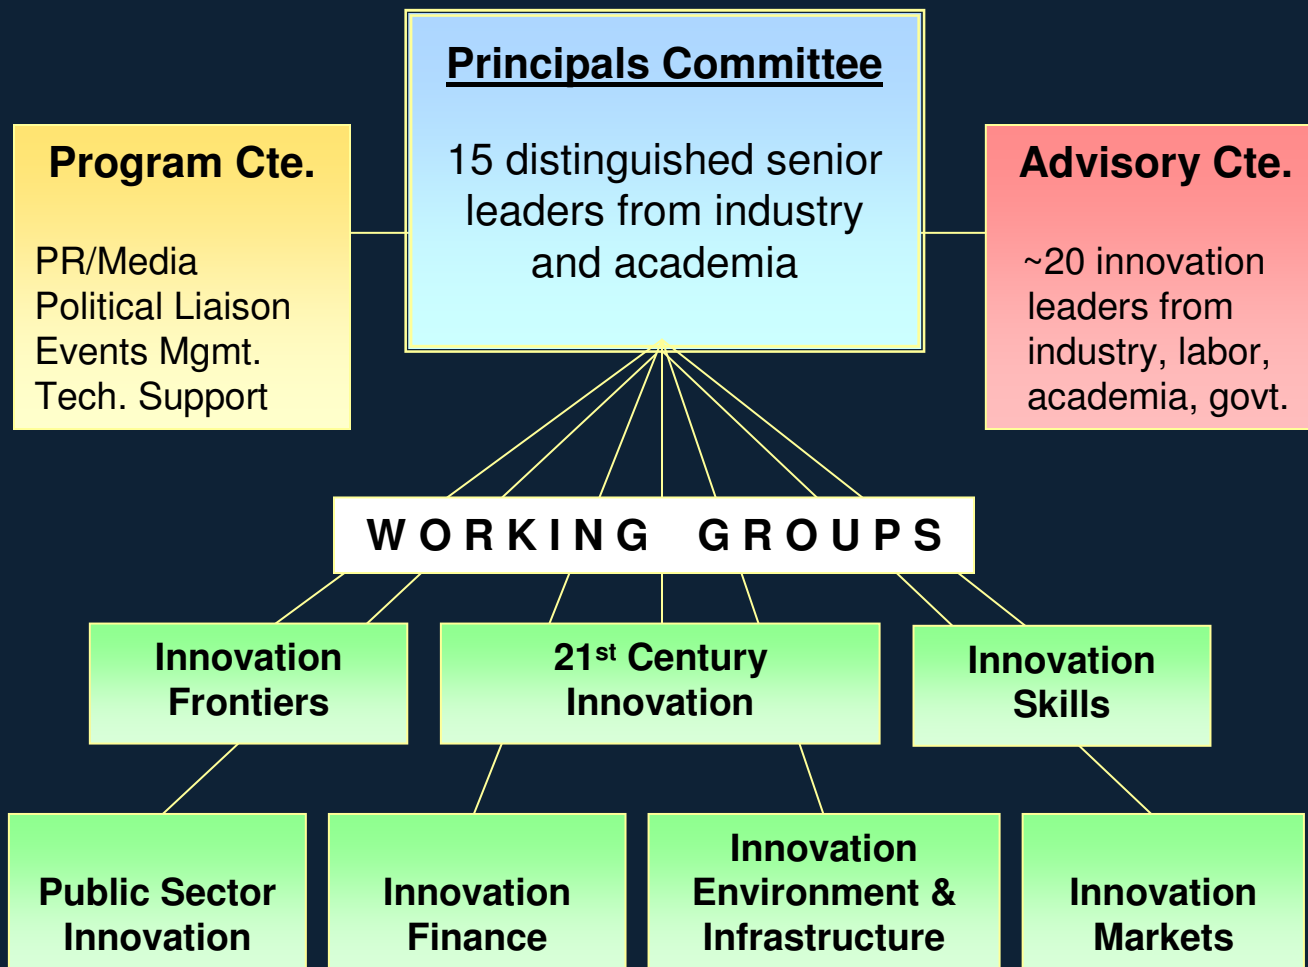 Principals Committee
15 distinguished senior
leaders from industry
and academia
Program Cte.
PR/Media
Political Liaison
Events Mgmt.
Tech. Support
Advisory Cte.
~20 innovation
leaders from
industry, labor,
academia, govt.
W O R K I N G   G R O U P S
Innovation
Frontiers
21st Century
Innovation
Innovation
Skills
Public Sector
Innovation
Innovation
Finance
Innovation
Environment &
Infrastructure
Innovation
Markets